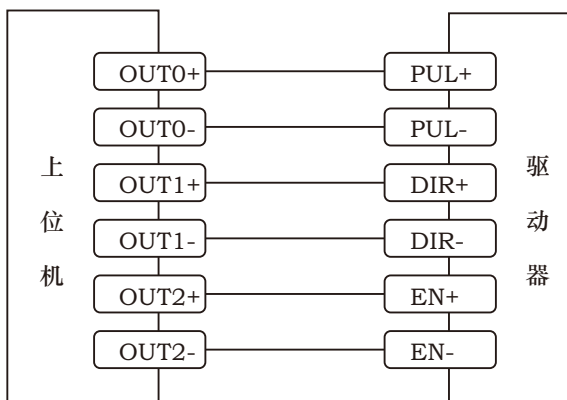 上位机
OUT0+
OUT0-
OUT1+
OUT1-
OUT2+
OUT2-
PUL+
PUL-
DIR+
DIR-
EN+
EN-
驱动器